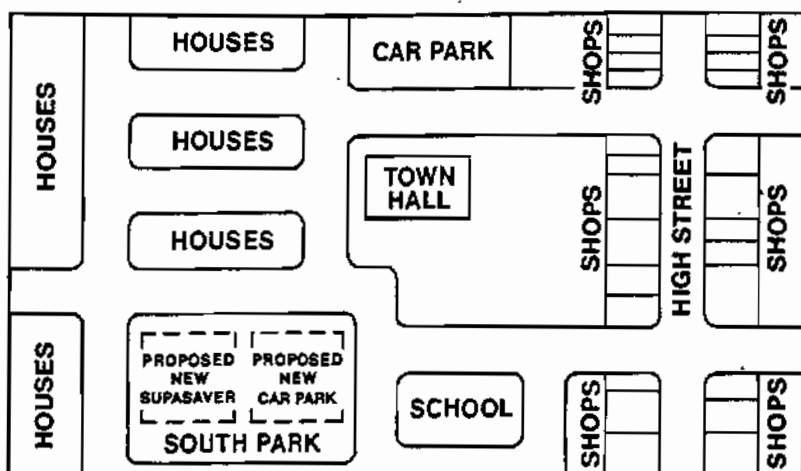 HOUSES
CAR PARK
SHOPS
SHOPS
HOUSES
HOUSES
TOWN
HALL
SHOPS
HIGH STREET
SHOPS
HOUSES
HOUSES
PROPOSED
NEW
SUPASAVER
PROPOSED
NEW
CAR PARK
SOUTH PARK
SCHOOL
SHOPS
SHOPS